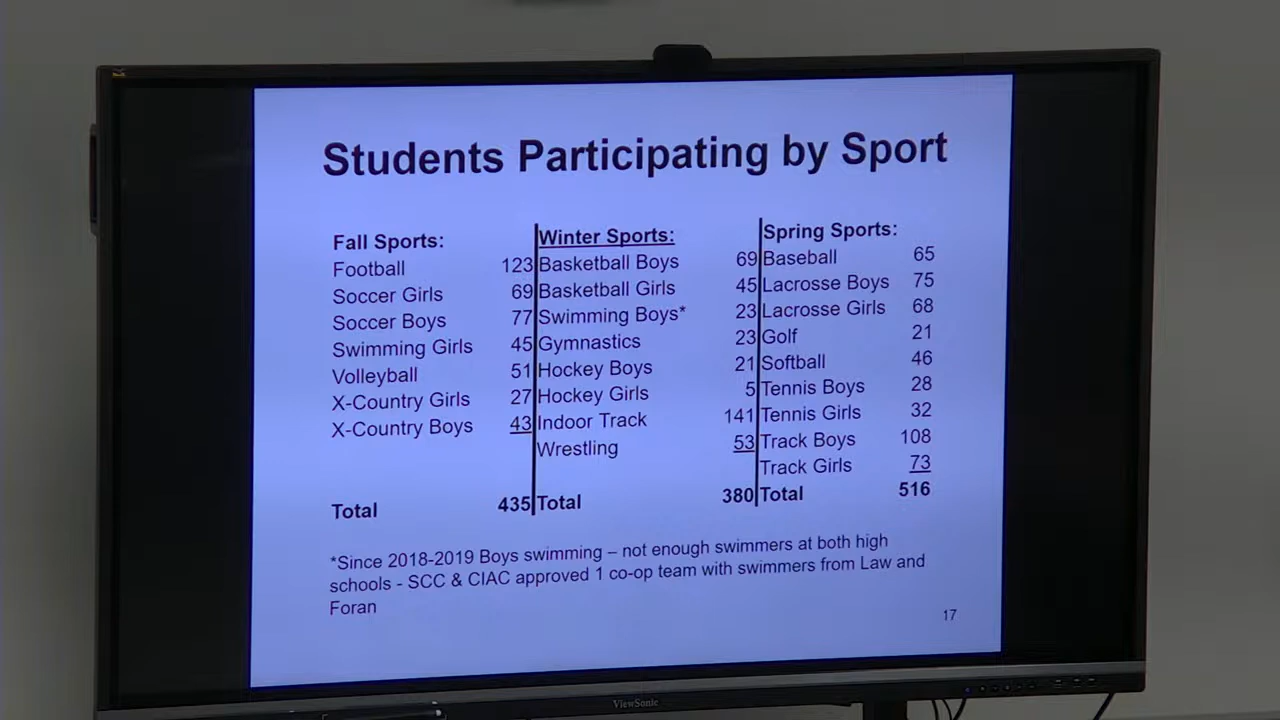 Students Participating by Sport
Fall Sports:
Football 123
Soccer Girls 69
Soccer Boys 77
Swimming Girls 45
Volleyball 51
X-Country Girls 27
X-Country Boys 43
Total 435
Winter Sports:
Basketball Boys 69
Basketball Girls 45
Swimming Boys* 23
Gymnastics 23
Hockey Boys 21
Hockey Girls 5
Indoor Track 141
Wrestling 53
Total 380
Spring Sports:
Baseball 65
Lacrosse Boys 75
Lacrosse Girls 68
Golf 21
Softball 46
Tennis Boys 28
Tennis Girls 32
Track Boys 108
Track Girls 73
Total 516
*Since 2018-2019 Boys swimming – not enough swimmers at both high
schools - SCC & CIAC approved 1 co-op team with swimmers from Law and
Foran
17
ViewSonic